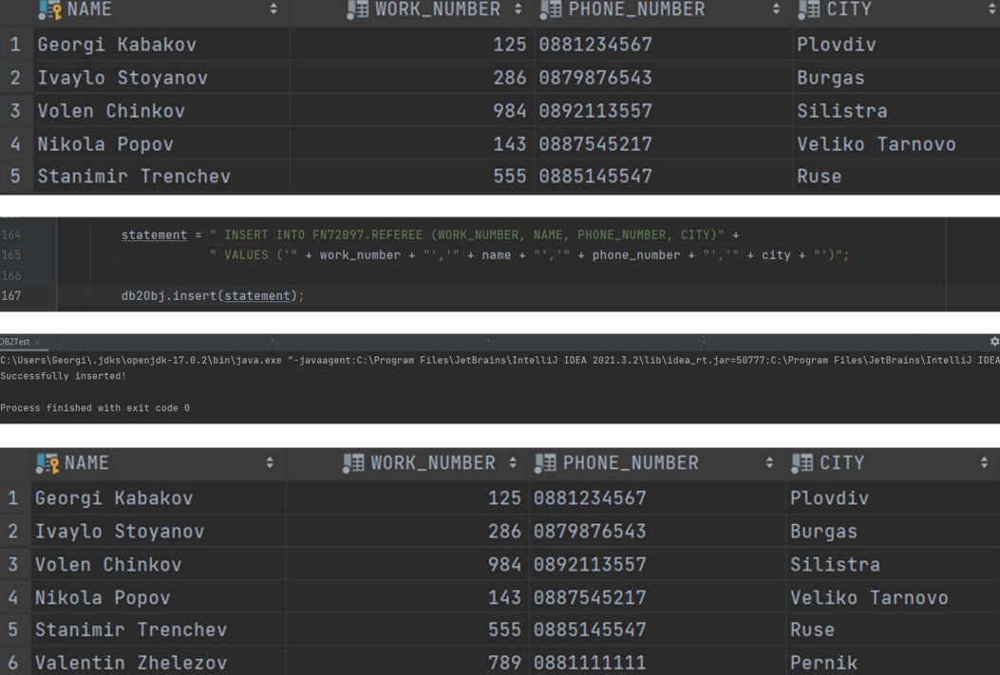 NAME WORK_NUMBER PHONE_NUMBER CITY
1 Georgi Kabakov 125 0881234567 Plovdiv
2 Ivaylo Stoyanov 286 0879876543 Burgas
3 Volen Chinkov 984 0892113557 Silistra
4 Nikola Popov 143 0887545217 Veliko Tarnovo
5 Stanimir Trenchev 555 0885145547 Ruse
164 statement = " INSERT INTO FN72097.REFEREE (WORK_NUMBER, NAME, PHONE_NUMBER, CITY)" +
165 " VALUES ('" + work_number + "','" + name + "','" + phone_number + "','" + city + "')";
166
167 db2Obj.insert(statement);
DB2Test ×
C:\Users\Georgi\.jdks\openjdk-17.0.2\bin\java.exe "-javaagent:C:\Program Files\JetBrains\IntelliJ IDEA 2021.3.2\lib\idea_rt.jar=50777:C:\Program Files\JetBrains\IntelliJ IDEA
Successfully inserted!
Process finished with exit code 0
NAME WORK_NUMBER PHONE_NUMBER CITY
1 Georgi Kabakov 125 0881234567 Plovdiv
2 Ivaylo Stoyanov 286 0879876543 Burgas
3 Volen Chinkov 984 0892113557 Silistra
4 Nikola Popov 143 0887545217 Veliko Tarnovo
5 Stanimir Trenchev 555 0885145547 Ruse
6 Valentin Zhelezov 789 0881111111 Pernik